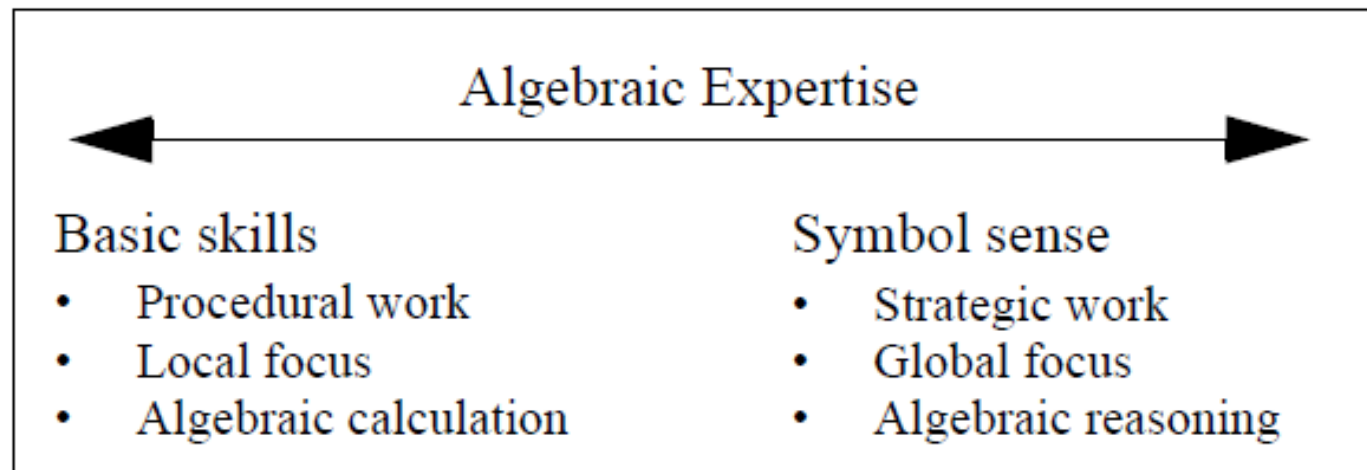 Algebraic Expertise
Basic skills
• Procedural work
• Local focus
• Algebraic calculation
Symbol sense
• Strategic work
• Global focus
• Algebraic reasoning